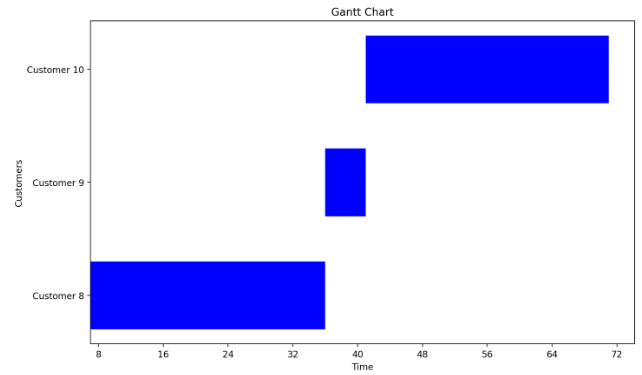 Gantt Chart
Customer 10
Customer 9
Customer 8
Customers
8 16 24 32 40 48 56 64 72
Time